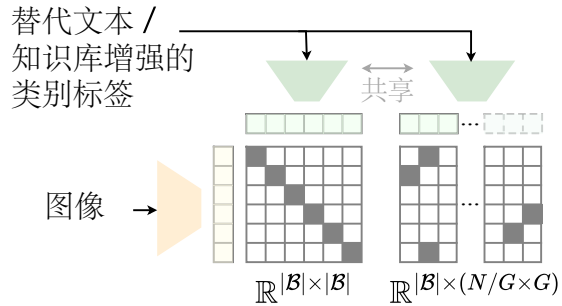 替代文本 /
知识库增强的
类别标签
共享
...
图像
...
ℝ^{|ℬ|×|ℬ|} ℝ^{|ℬ|×(N/G×G)}